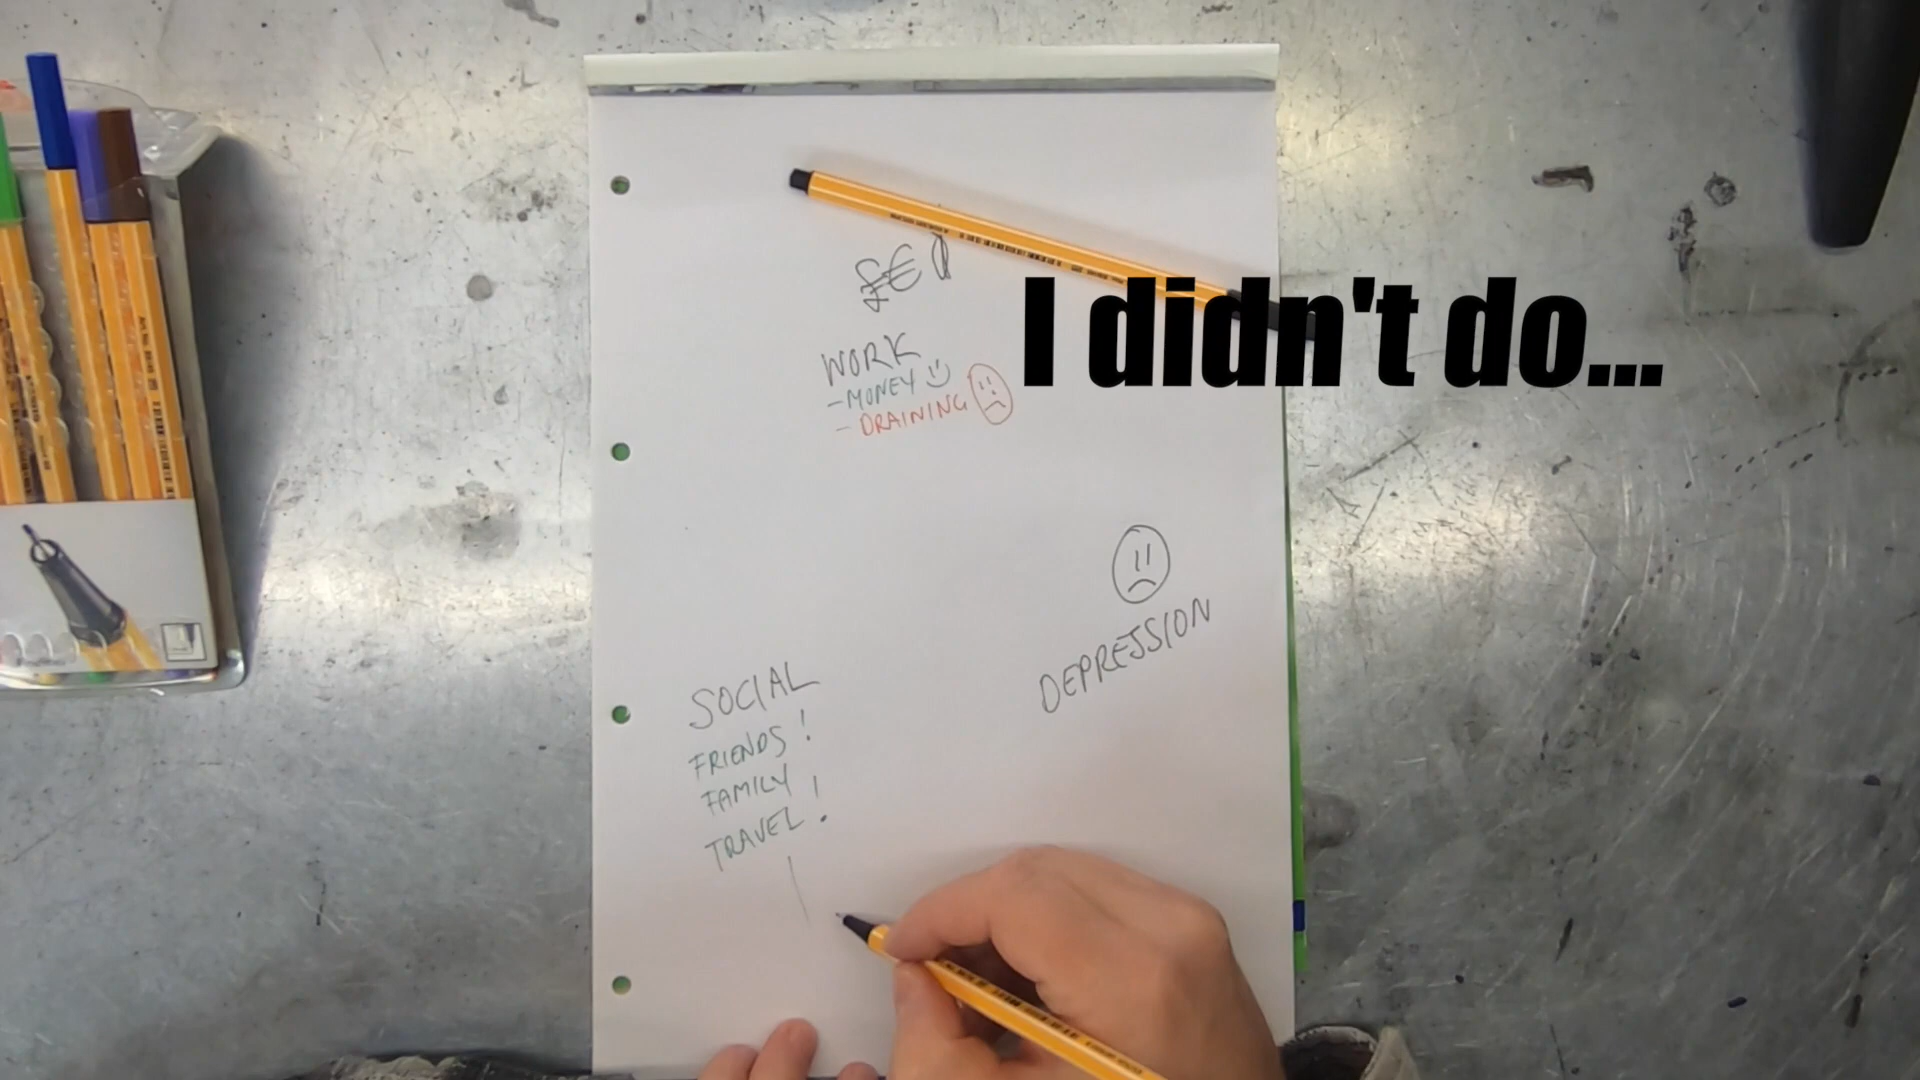 £€
I didn't do...
WORK
- MONEY
- DRAINING
DEPRESSION
SOCIAL
FRIENDS!
FAMILY
TRAVEL!